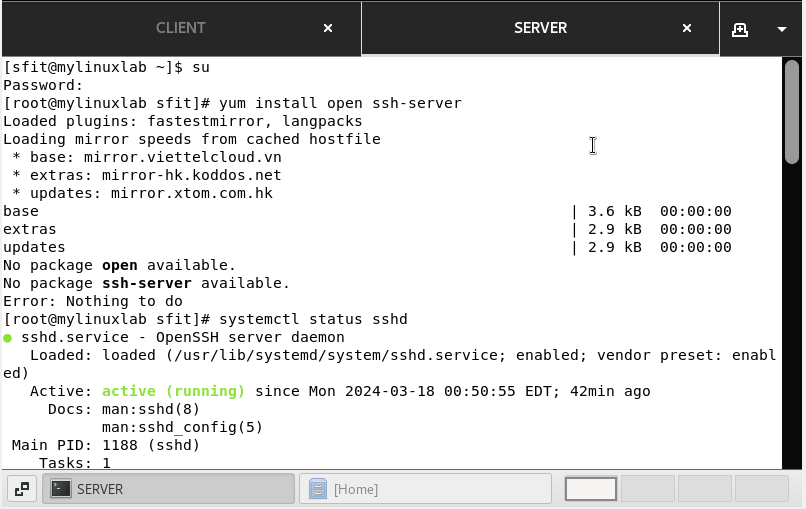 CLIENT × SERVER ×
[sfit@mylinuxlab ~]$ su
Password:
[root@mylinuxlab sfit]# yum install open ssh-server
Loaded plugins: fastestmirror, langpacks
Loading mirror speeds from cached hostfile
 * base: mirror.viettelcloud.vn
 * extras: mirror-hk.koddos.net
 * updates: mirror.xtom.com.hk
base | 3.6 kB 00:00:00
extras | 2.9 kB 00:00:00
updates | 2.9 kB 00:00:00
No package open available.
No package ssh-server available.
Error: Nothing to do
[root@mylinuxlab sfit]# systemctl status sshd
● sshd.service - OpenSSH server daemon
   Loaded: loaded (/usr/lib/systemd/system/sshd.service; enabled; vendor preset: enabl
ed)
   Active: active (running) since Mon 2024-03-18 00:50:55 EDT; 42min ago
     Docs: man:sshd(8)
           man:sshd_config(5)
 Main PID: 1188 (sshd)
    Tasks: 1
SERVER [Home]